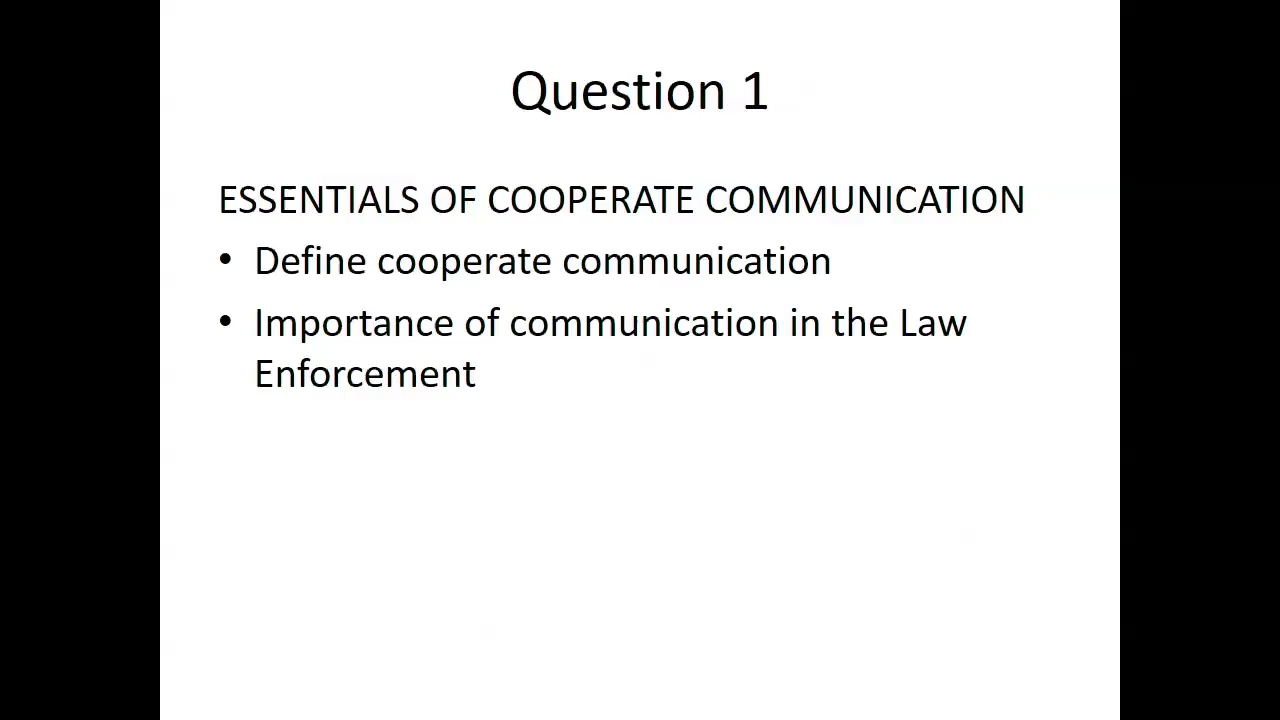 Question 1
ESSENTIALS OF COOPERATE COMMUNICATION
• Define cooperate communication
• Importance of communication in the Law
Enforcement